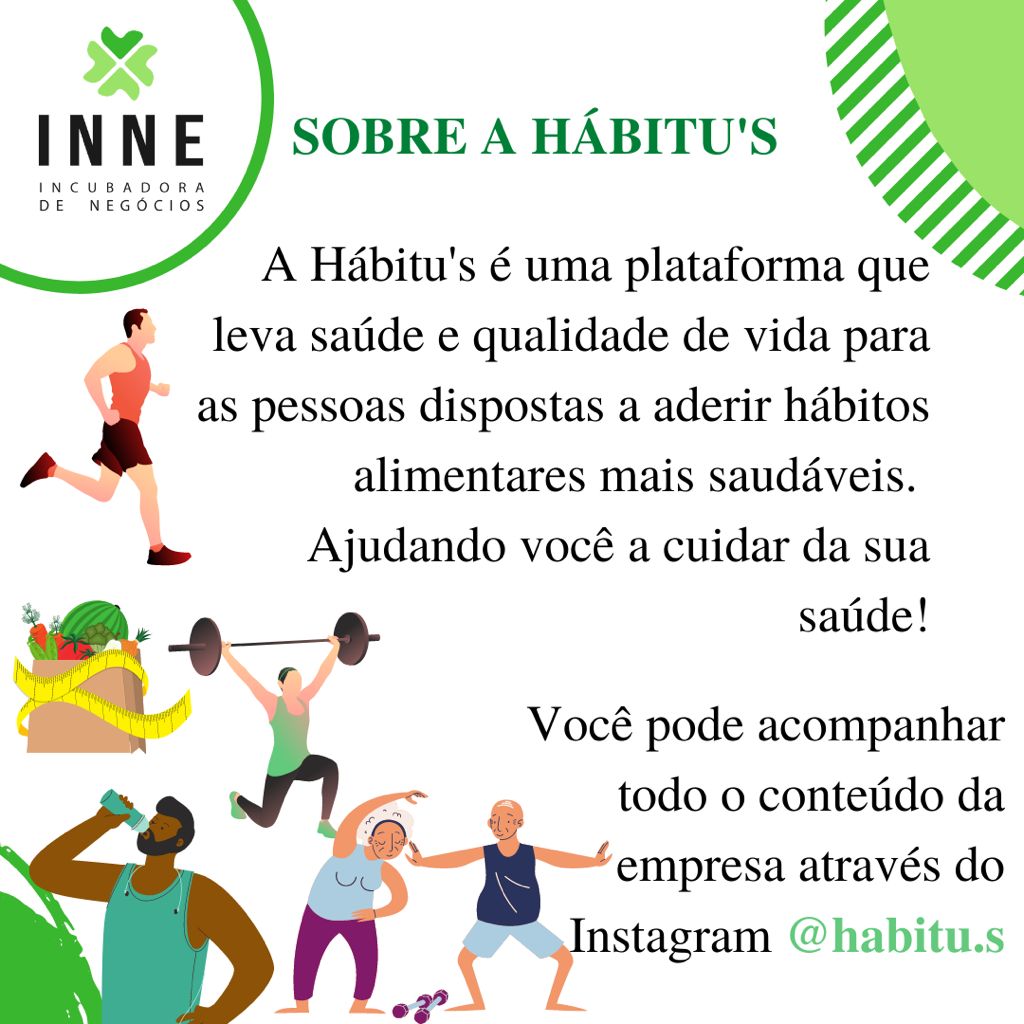 INNE
INCUBADORA
DE NEGÓCIOS
SOBRE A HÁBITU'S
A Hábitu's é uma plataforma que
leva saúde e qualidade de vida para
as pessoas dispostas a aderir hábitos
alimentares mais saudáveis.
Ajudando você a cuidar da sua
saúde!
Você pode acompanhar
todo o conteúdo da
empresa através do
Instagram @habitu.s